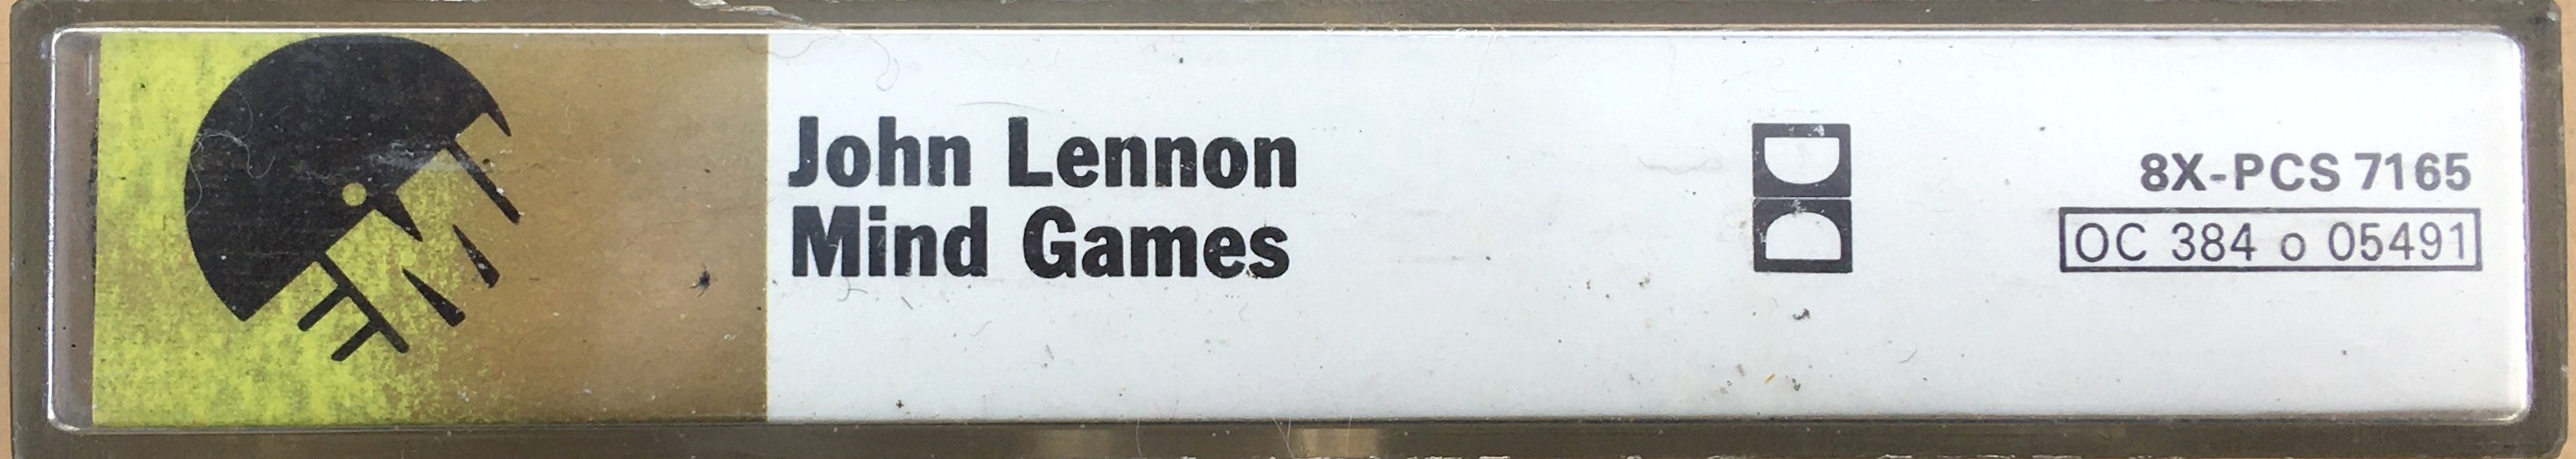 John Lennon
Mind Games
8X-PCS 7165
OC 384 o 05491